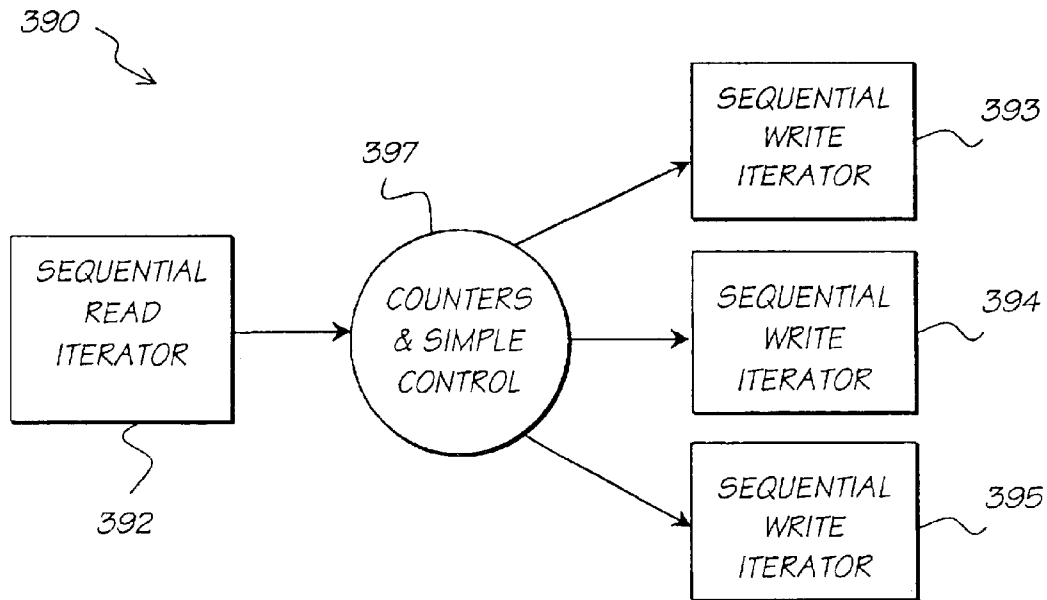 390
397
SEQUENTIAL
READ
ITERATOR
392
COUNTERS
& SIMPLE
CONTROL
SEQUENTIAL
WRITE
ITERATOR
393
SEQUENTIAL
WRITE
ITERATOR
394
SEQUENTIAL
WRITE
ITERATOR
395